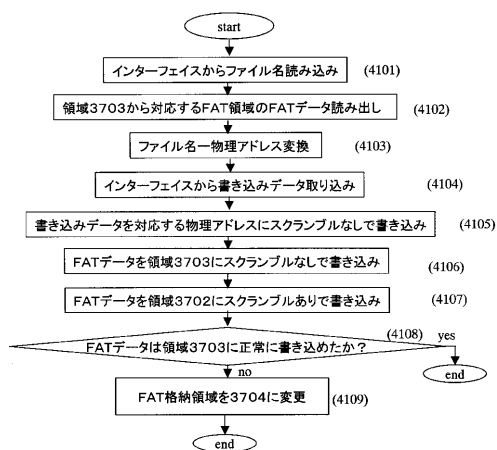 start
インターフェイスからファイル名読み込み (4101)
領域3703から対応するFAT領域のFATデータ読み出し (4102)
ファイル名ー物理アドレス変換 (4103)
インターフェイスから書き込みデータ取り込み (4104)
書き込みデータを対応する物理アドレスにスクランブルなしで書き込み (4105)
FATデータを領域3703にスクランブルなしで書き込み (4106)
FATデータを領域3702にスクランブルありで書き込み (4107)
(4108) yes
FATデータは領域3703に正常に書き込めたか？
no end
FAT格納領域を3704に変更 (4109)
end